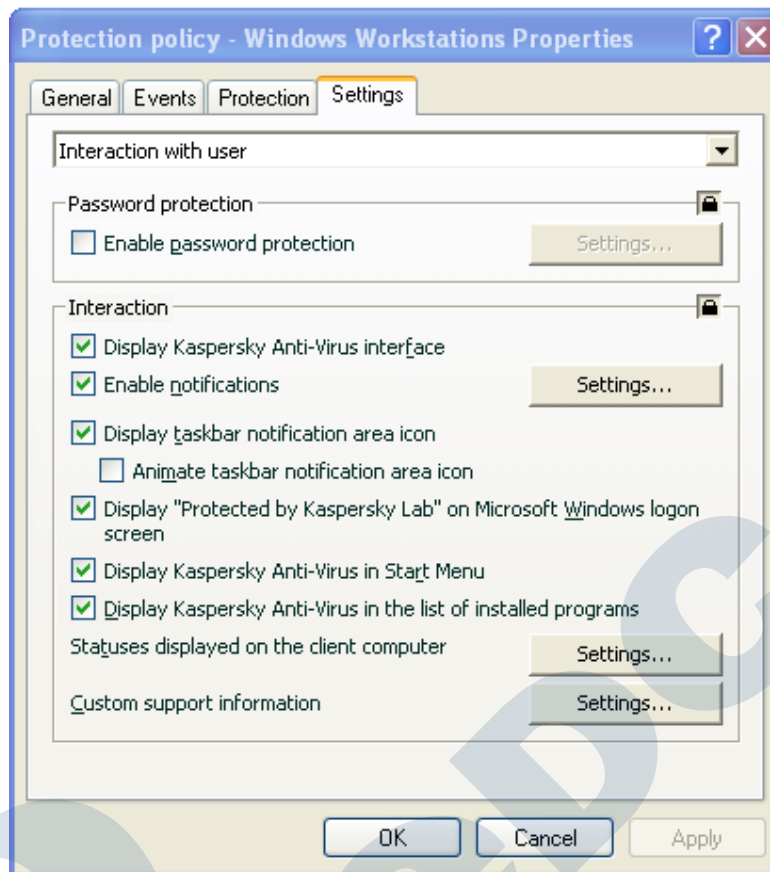 Protection policy - Windows Workstations Properties
General Events Protection Settings
Interaction with user
Password protection
Enable password protection Settings...
Interaction
Display Kaspersky Anti-Virus interface
Enable notifications Settings...
Display taskbar notification area icon
Animate taskbar notification area icon
Display "Protected by Kaspersky Lab" on Microsoft Windows logon
screen
Display Kaspersky Anti-Virus in Start Menu
Display Kaspersky Anti-Virus in the list of installed programs
Statuses displayed on the client computer Settings...
Custom support information Settings...
OK Cancel Apply